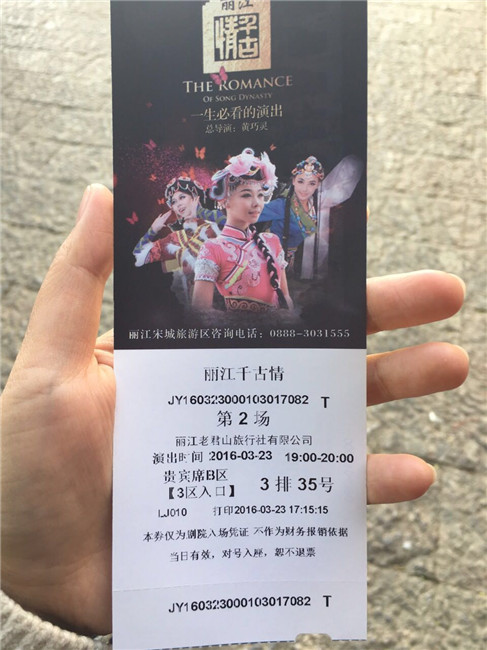 丽江
千古情
THE ROMANCE
OF SONG DYNASTY
一生必看的演出
总导演：黄巧灵
丽江宋城旅游区咨询电话：0888-3031555
丽江千古情
JY160323000103017082 T
第 2 场
丽江老君山旅行社有限公司
演出时间 2016-03-23 19:00-20:00
贵宾席B区
【3区入口】 3 排 35号
LJ010 打印2016-03-23 17:15:15
本券仅为剧院入场凭证 不作为财务报销依据
当日有效，对号入座，概不退票
JY160323000103017082 T